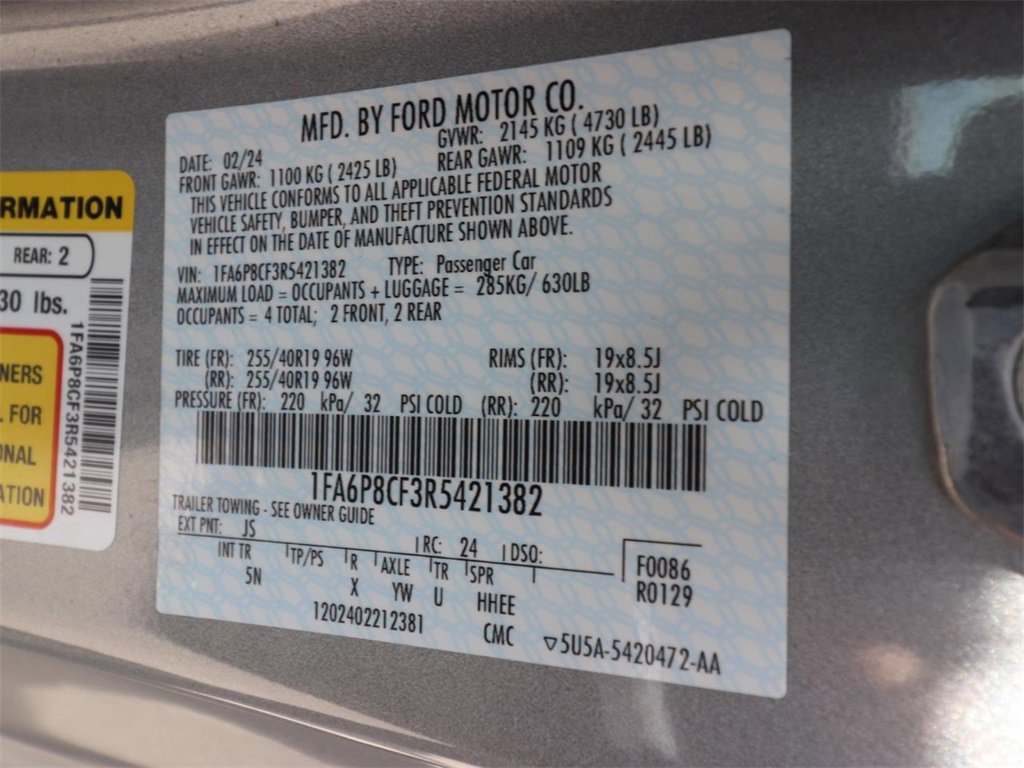 MFD. BY FORD MOTOR CO.
DATE: 02/24 GVWR: 2145 KG ( 4730 LB)
FRONT GAWR: 1100 KG ( 2425 LB) REAR GAWR: 1109 KG ( 2445 LB)
THIS VEHICLE CONFORMS TO ALL APPLICABLE FEDERAL MOTOR
VEHICLE SAFETY, BUMPER, AND THEFT PREVENTION STANDARDS
IN EFFECT ON THE DATE OF MANUFACTURE SHOWN ABOVE.
VIN: 1FA6P8CF3R5421382 TYPE: Passenger Car
MAXIMUM LOAD = OCCUPANTS + LUGGAGE = 285KG/ 630LB
OCCUPANTS = 4 TOTAL; 2 FRONT, 2 REAR
TIRE (FR): 255/40R19 96W RIMS (FR): 19x8.5J
(RR): 255/40R19 96W (RR): 19x8.5J
PRESSURE (FR): 220 kPa/ 32 PSI COLD (RR): 220 kPa/ 32 PSI COLD
1FA6P8CF3R5421382
TRAILER TOWING - SEE OWNER GUIDE
EXT PNT: JS RC: 24 DSO: F0086
INT TR TP/PS R AXLE TR SPR R0129
5N X YW U HHEE
1202402212381 CMC ▽5U5A-5420472-AA
RMATION
REAR: 2
30 lbs.
NERS
. FOR
ONAL
ATION
1FA6P8CF3R5421382